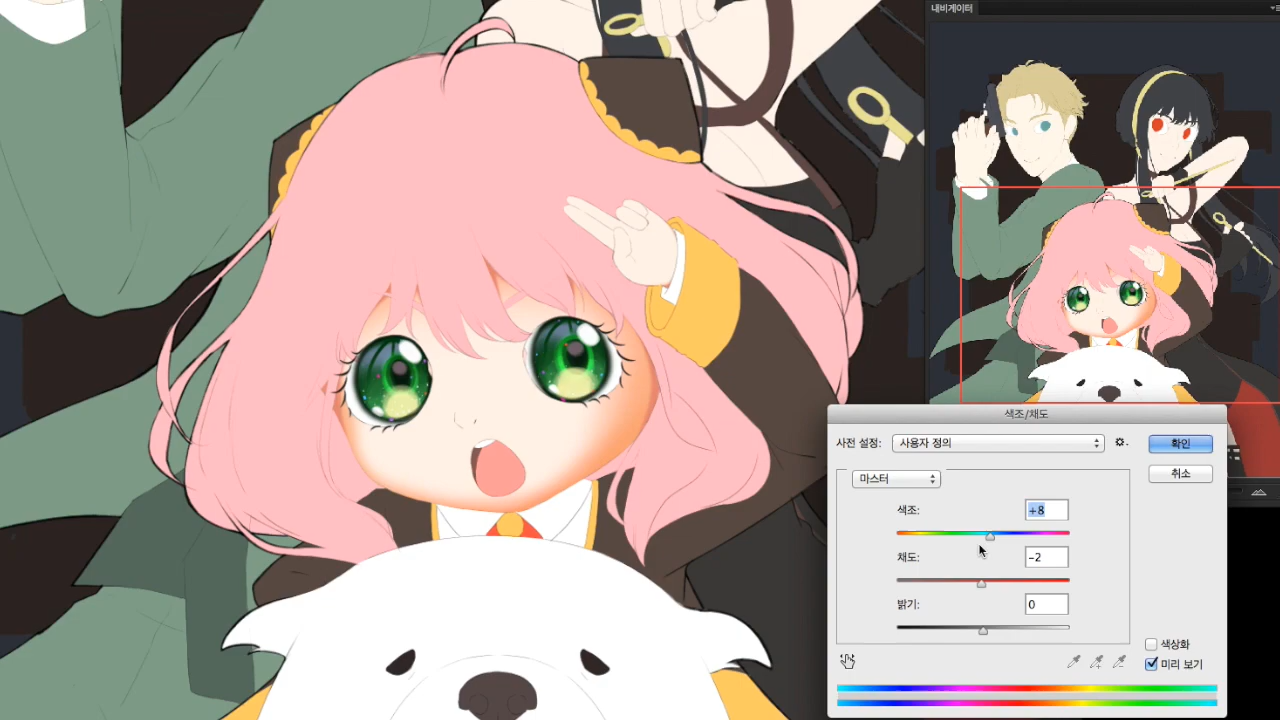 내비게이터
색조/채도
사전 설정: 사용자 정의
확인
마스터
취소
색조: +8
채도: -2
밝기: 0
색상화
미리 보기